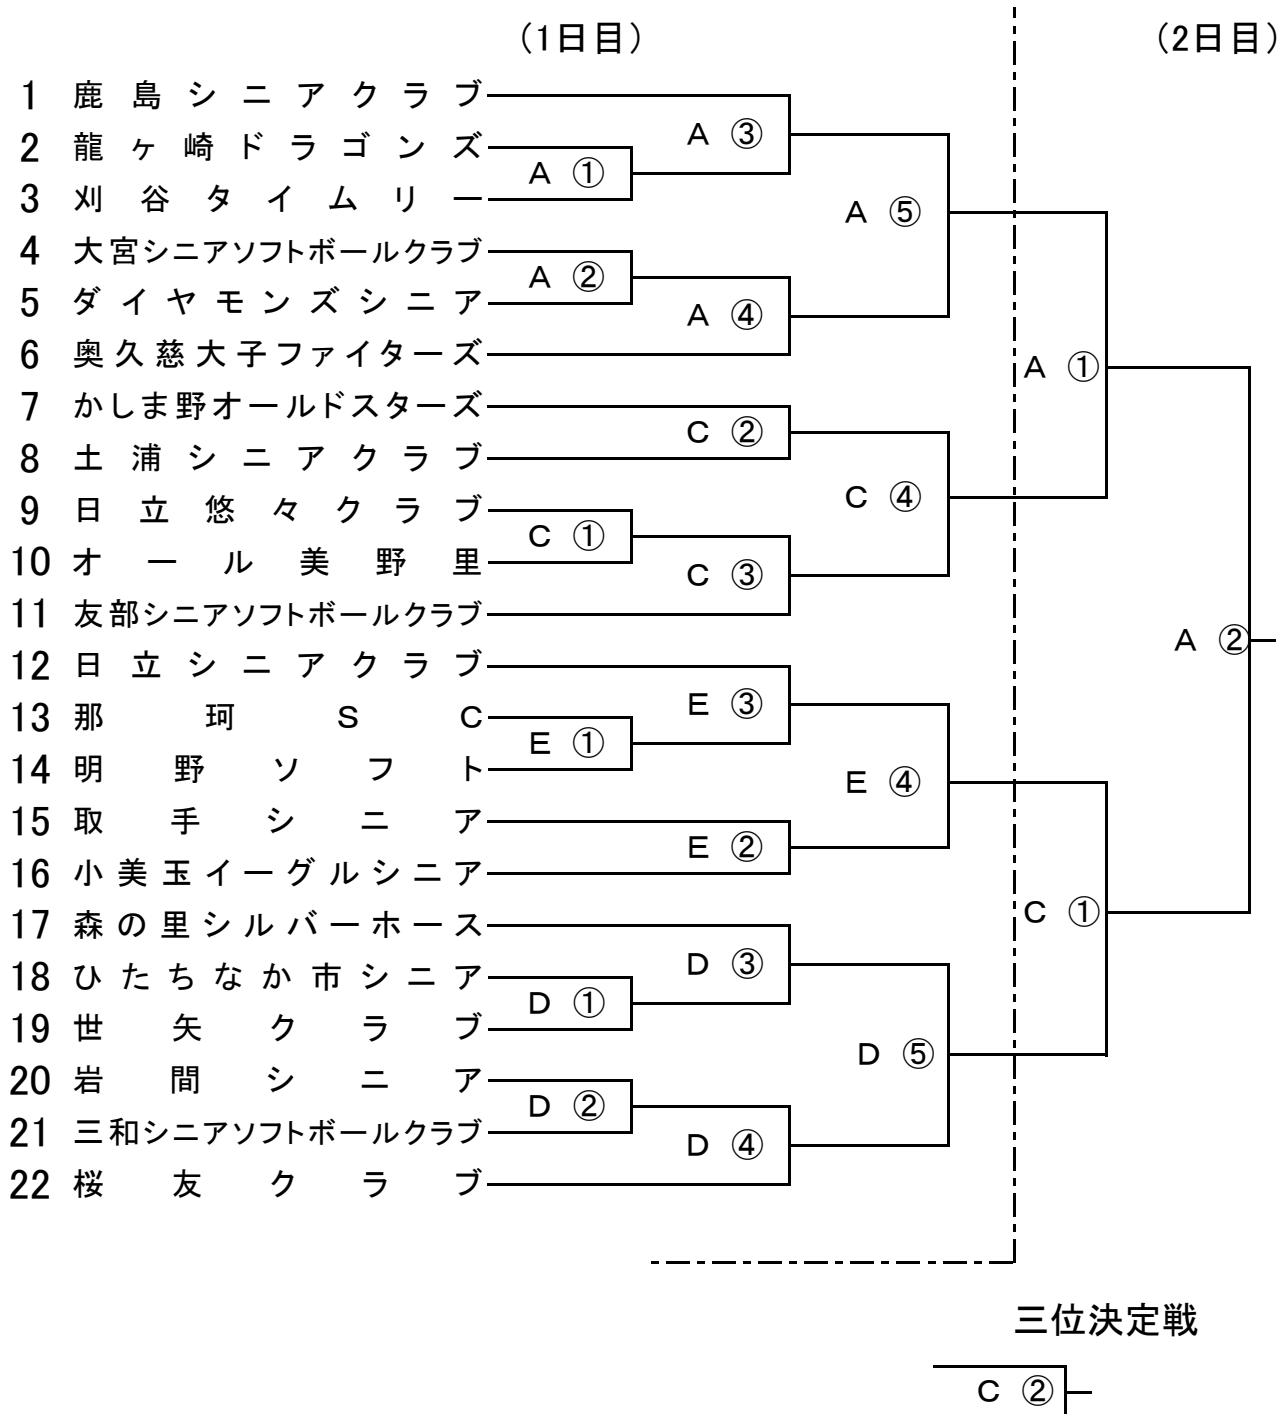 (1日目) (2日目)
1 鹿島シニアクラブ
A ③
2 龍ヶ崎ドラゴンズ
A ①
3 刈谷タイムリー
A ⑤
4 大宮シニアソフトボールクラブ
A ②
5 ダイヤモンズシニア
A ④
6 奥久慈大子ファイターズ
A ①
7 かしま野オールドスターズ
C ②
8 土浦シニアクラブ
C ④
9 日立悠々クラブ
C ①
10 オール美野里
C ③
11 友部シニアソフトボールクラブ
A ②
12 日立シニアクラブ
E ③
13 那珂SC
E ①
14 明野ソフト
E ④
15 取手シニア
E ②
16 小美玉イーグルシニア
C ①
17 森の里シルバーホース
D ③
18 ひたちなか市シニア
D ①
19 世矢クラブ
D ⑤
20 岩間シニア
D ②
21 三和シニアソフトボールクラブ
D ④
22 桜友クラブ
三位決定戦
C ②